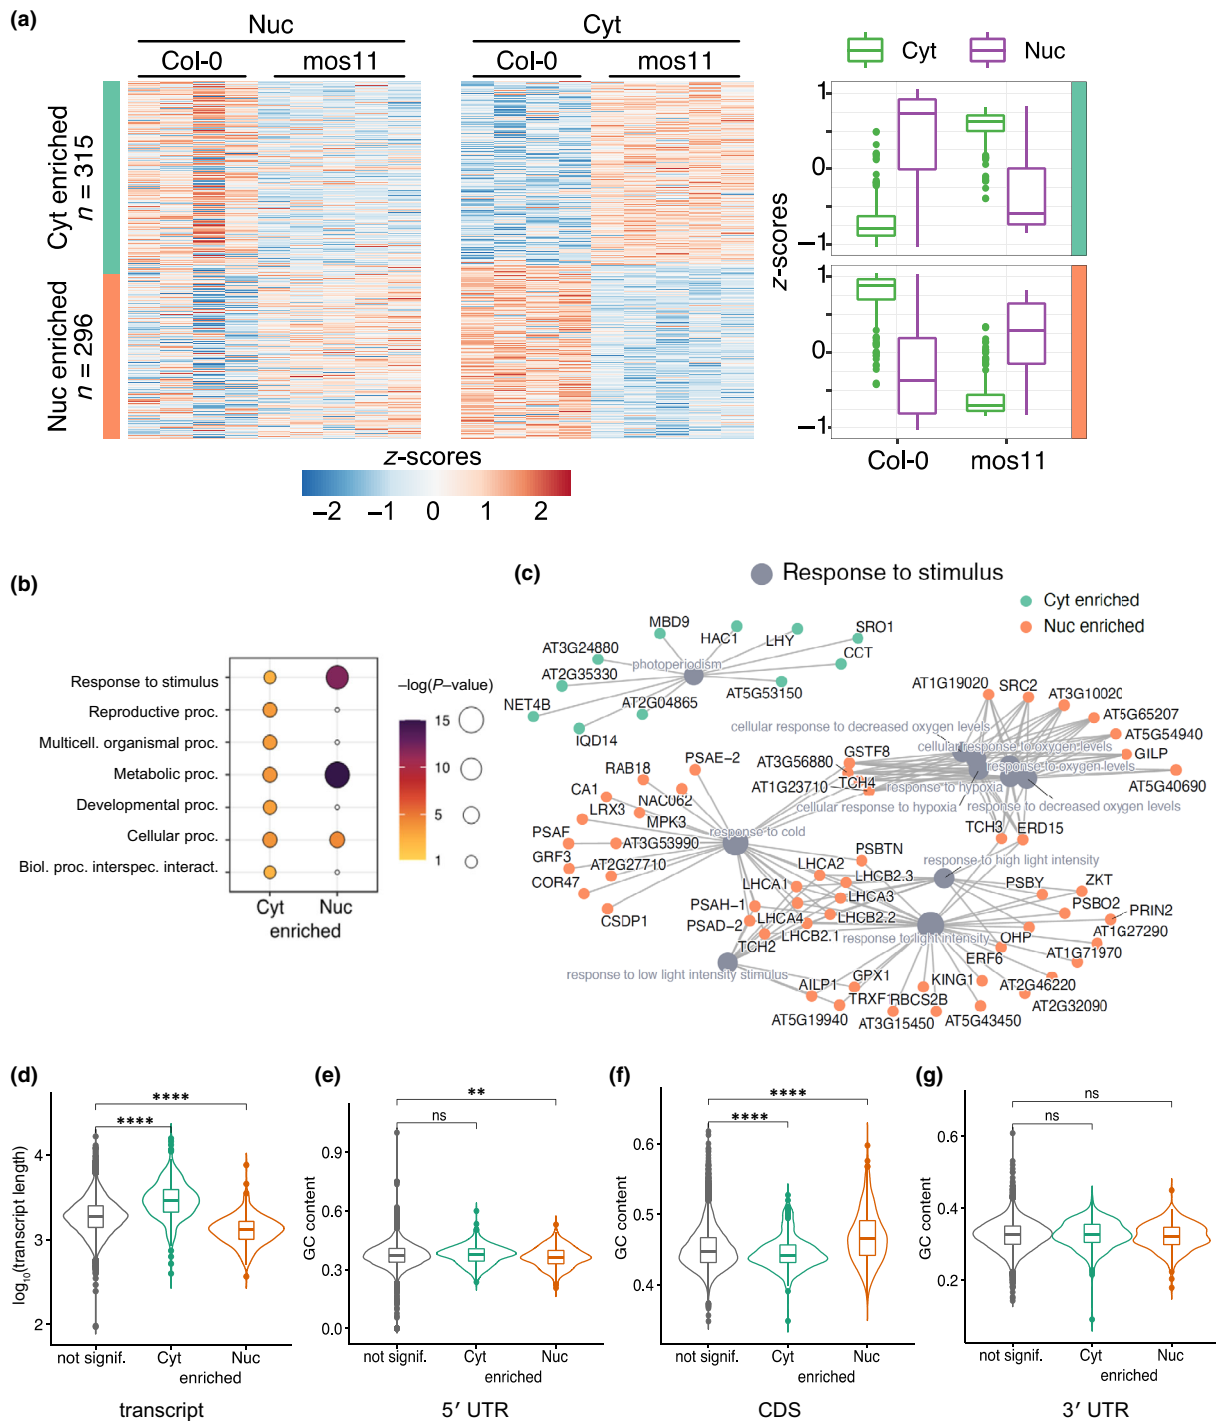 (a)
Nuc
Cyt
Col-0
mos11
Col-0
mos11
Cyt
Nuc
Cyt enriched
n = 315
Nuc enriched
n = 296
z-scores
1
0
−1
1
0
−1
Col-0
mos11
z-scores
−2
−1
0
1
2
(b)
Response to stimulus
Reproductive proc.
Multicell. organismal proc.
Metabolic proc.
Developmental proc.
Cellular proc.
Biol. proc. interspec. interact.
Cyt
Nuc
enriched
−log(P−value)
15
10
5
1
(c)
Response to stimulus
Cyt enriched
Nuc enriched
MBD9
HAC1
LHY
SRO1
AT3G24880
CCT
photoperiodism
AT2G35330
AT5G53150
NET4B
AT2G04865
IQD14
AT1G19020
SRC2
AT3G10020
AT5G65207
cellular response to decreased oxygen levels
AT5G54940
GSTF8
cellular response to oxygen levels
GILP
AT3G56880
response to oxygen levels
PSAE-2
RAB18
TCH4
AT1G23710
response to hypoxia
AT5G40690
CA1
NAC062
cellular response to hypoxia
response to decreased oxygen levels
LRX3
MPK3
PSAF
AT3G53990
response to cold
TCH3
ERD15
GRF3
AT2G27710
PSBTN
LHCA2
response to high light intensity
COR47
LHCA1
LHCB2.3
PSBY
ZKT
CSDP1
PSAH-1
LHCA3
PSBO2
PRIN2
PSAD-2
LHCA4
LHCB2.2
AT1G27290
TCH2
LHCB2.1
response to light intensity
OHP
AT1G71970
ERF6
response to low light intensity stimulus
AILP1
GPX1
KING1
AT2G46220
TRXF1
RBCS2B
AT2G32090
AT5G19940
AT3G15450
AT5G43450
(d)
log10(transcript length)
4
3
2
****
****
not signif.
Cyt
Nuc
enriched
transcript
(e)
GC content
0.9
0.6
0.3
0.0
**
ns
not signif.
Cyt
Nuc
enriched
5′ UTR
(f)
GC content
0.6
0.5
0.4
****
****
not signif.
Cyt
Nuc
enriched
CDS
(g)
GC content
0.6
0.4
0.2
ns
ns
not signif.
Cyt
Nuc
enriched
3′ UTR